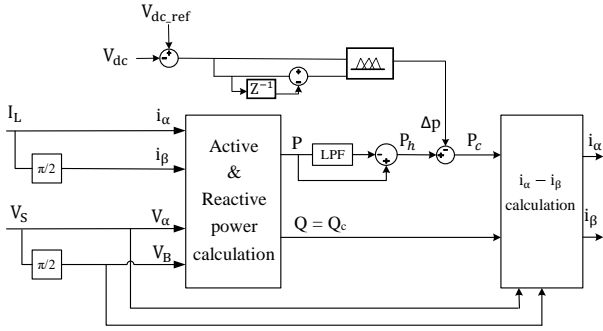 V_dc_ref
V_dc
+
-
+
-
Z⁻¹
I_L
i_α
π/2
i_β
Active
&
Reactive
power
calculation
P
LPF
-
+
P_h
Δp
+
-
P_c
i_α − i_β
calculation
i_α
i_β
V_S
V_α
π/2
V_B
Q = Q_c